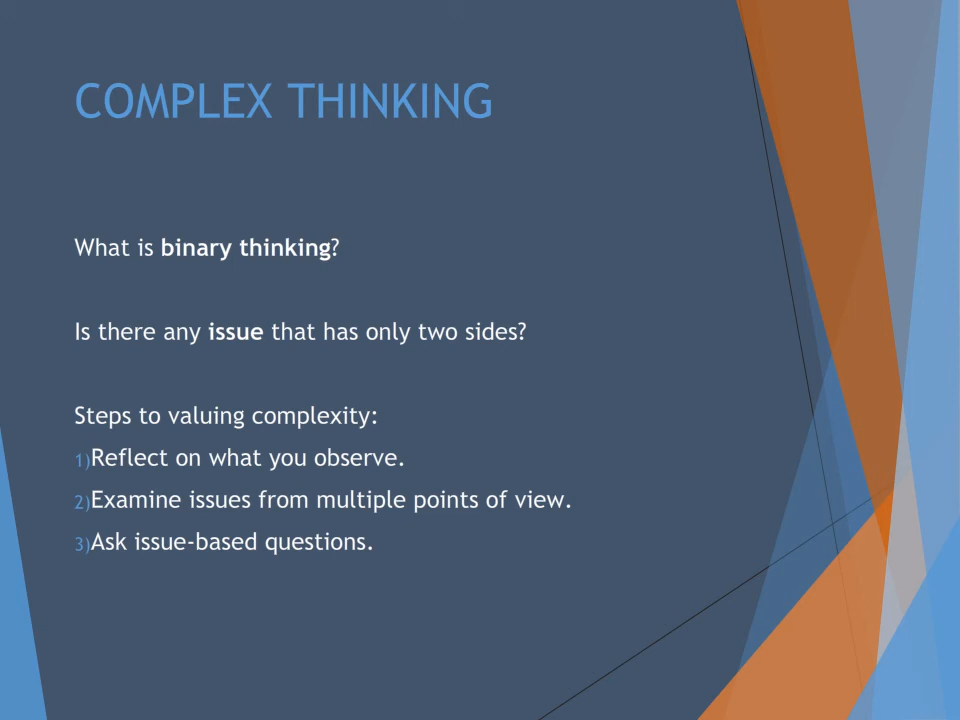 COMPLEX THINKING
What is binary thinking?
Is there any issue that has only two sides?
Steps to valuing complexity:
1)Reflect on what you observe.
2)Examine issues from multiple points of view.
3)Ask issue-based questions.